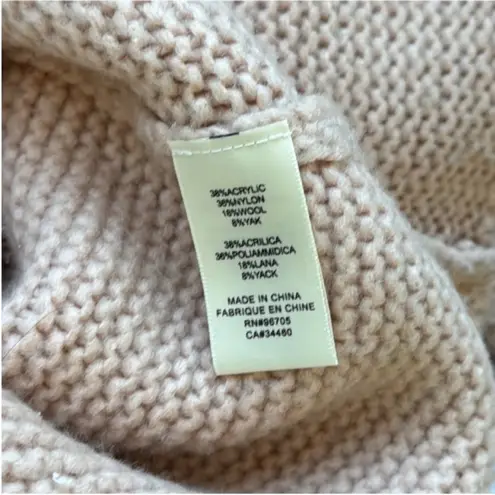 38%ACRYLIC
36%NYLON
18%WOOL
8%YAK
38%ACRILICA
36%POLIAMMIDICA
18%LANA
8%YACK
MADE IN CHINA
FABRIQUE EN CHINE
RN#96705
CA#34460